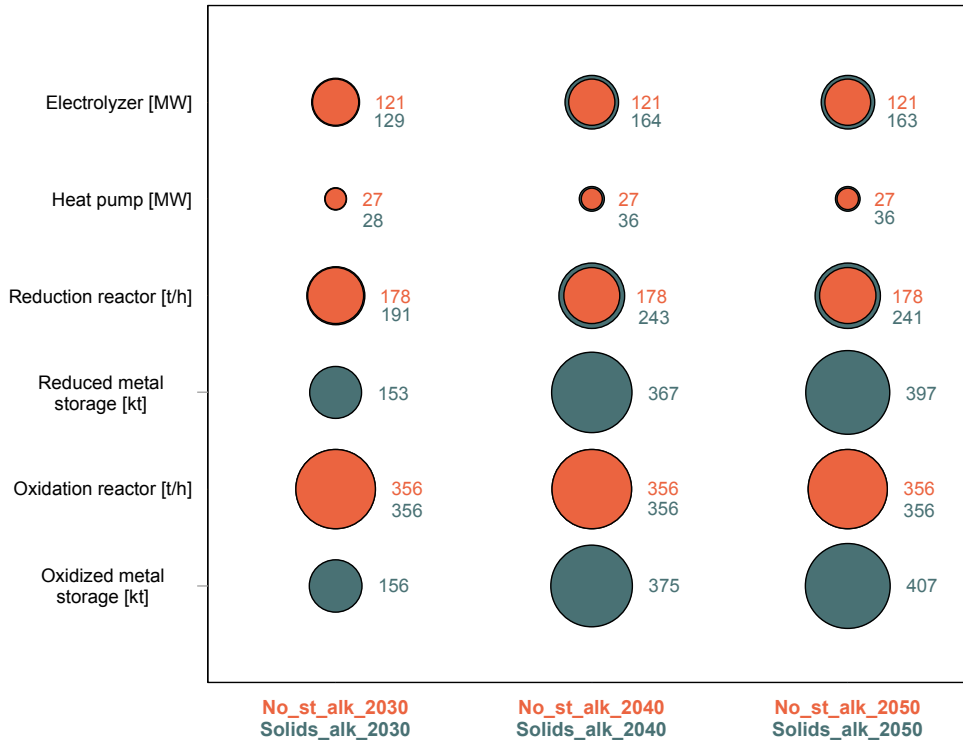 Electrolyzer [MW]
121
129
121
164
121
163
Heat pump [MW]
27
28
27
36
27
36
Reduction reactor [t/h]
178
191
178
243
178
241
Reduced metal
storage [kt]
153
367
397
Oxidation reactor [t/h]
356
356
356
356
356
356
Oxidized metal
storage [kt]
156
375
407
No_st_alk_2030
Solids_alk_2030
No_st_alk_2040
Solids_alk_2040
No_st_alk_2050
Solids_alk_2050